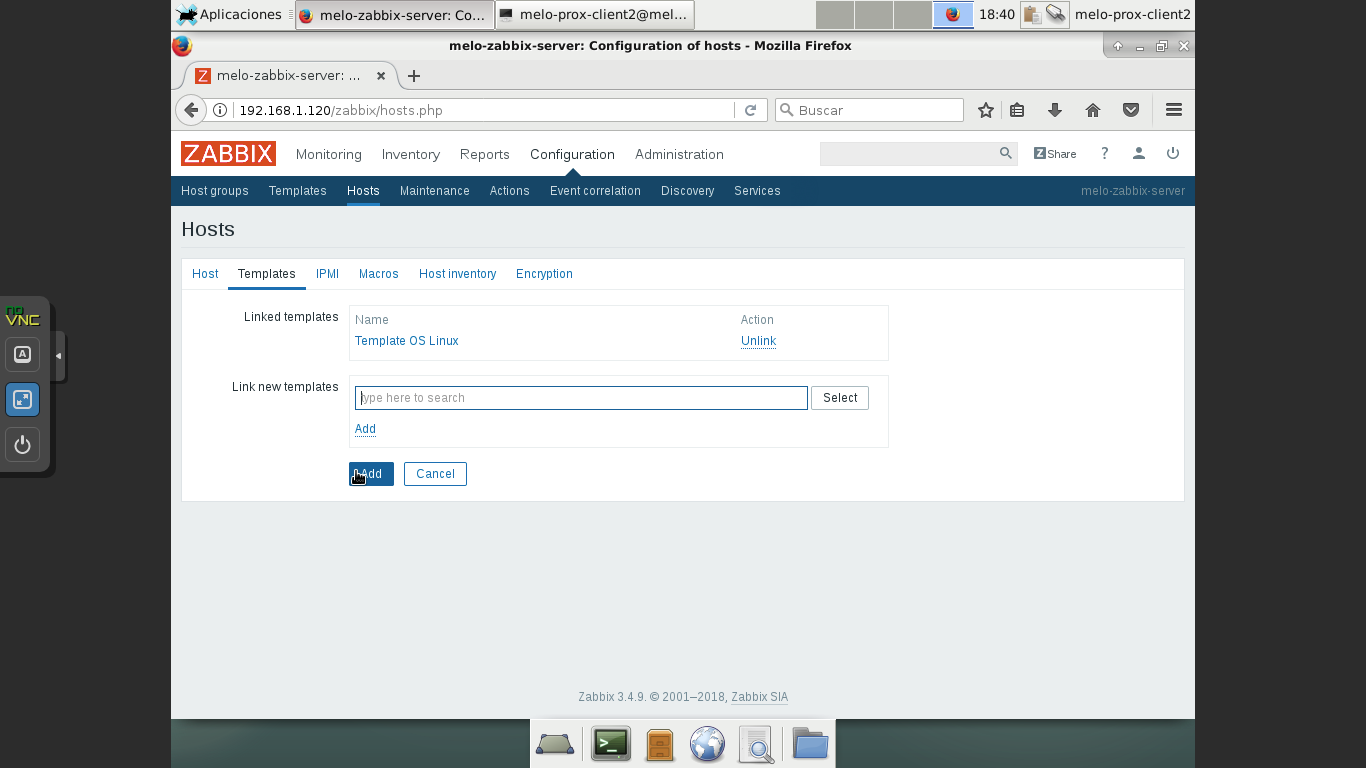 Aplicaciones melo-zabbix-server: Co... melo-prox-client2@mel... 18:40 melo-prox-client2
melo-zabbix-server: Configuration of hosts - Mozilla Firefox
Z melo-zabbix-server: ...
192.168.1.120/zabbix/hosts.php Buscar
ZABBIX Monitoring Inventory Reports Configuration Administration Z Share ?
Host groups Templates Hosts Maintenance Actions Event correlation Discovery Services melo-zabbix-server
Hosts
Host Templates IPMI Macros Host inventory Encryption
no
VNC
A
Linked templates Name Action
Template OS Linux Unlink
Link new templates type here to search Select
Add
Add Cancel
Zabbix 3.4.9. © 2001–2018, Zabbix SIA